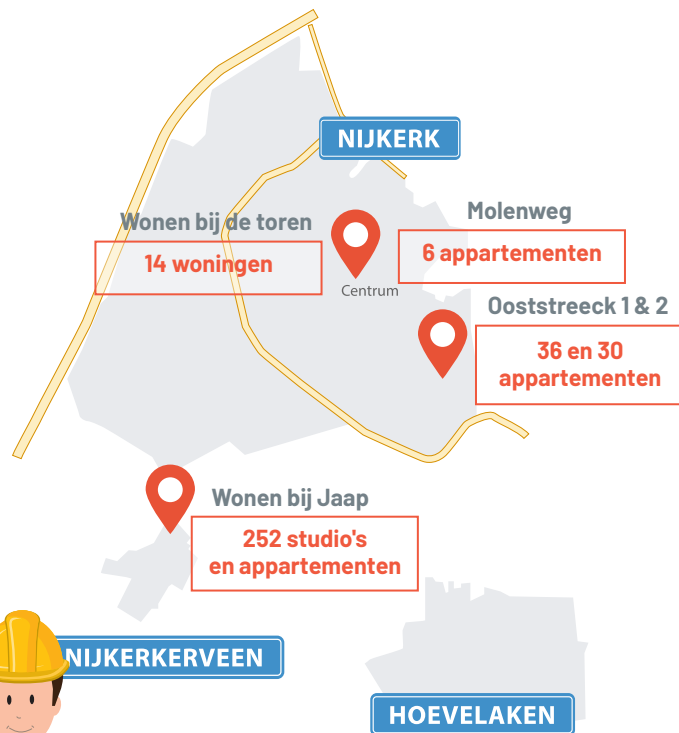 NIJKERK
Wonen bij de toren
14 woningen
Molenweg
6 appartementen
Centrum
Ooststreeck 1 & 2
36 en 30
appartementen
Wonen bij Jaap
252 studio's
en appartementen
NIJKERKERVEEN
HOEVELAKEN